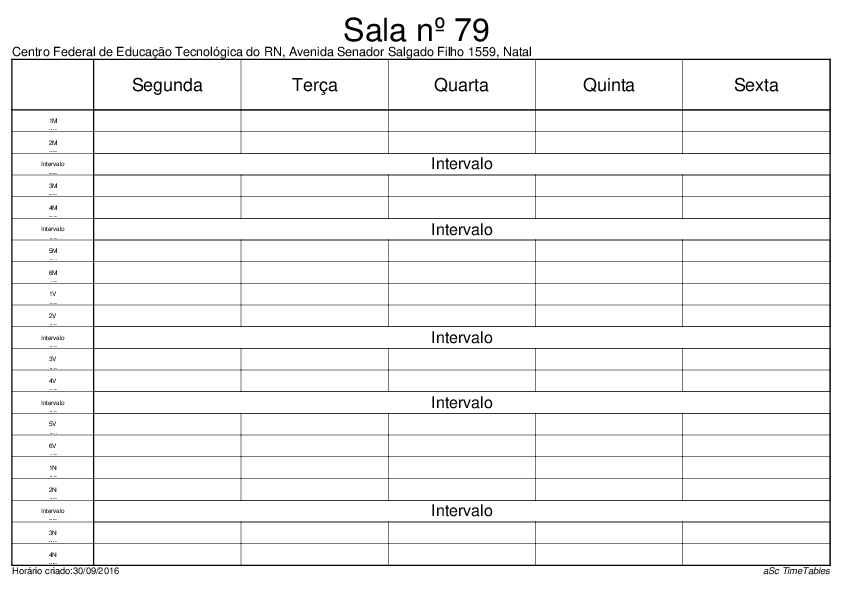 Sala nº 79
Centro Federal de Educação Tecnológica do RN, Avenida Senador Salgado Filho 1559, Natal
Segunda Terça Quarta Quinta Sexta
1M
2M
Intervalo Intervalo
3M
4M
Intervalo Intervalo
5M
6M
1V
2V
Intervalo Intervalo
3V
4V
Intervalo Intervalo
5V
6V
1N
2N
Intervalo Intervalo
3N
4N
Horário criado:30/09/2016 aSc TimeTables